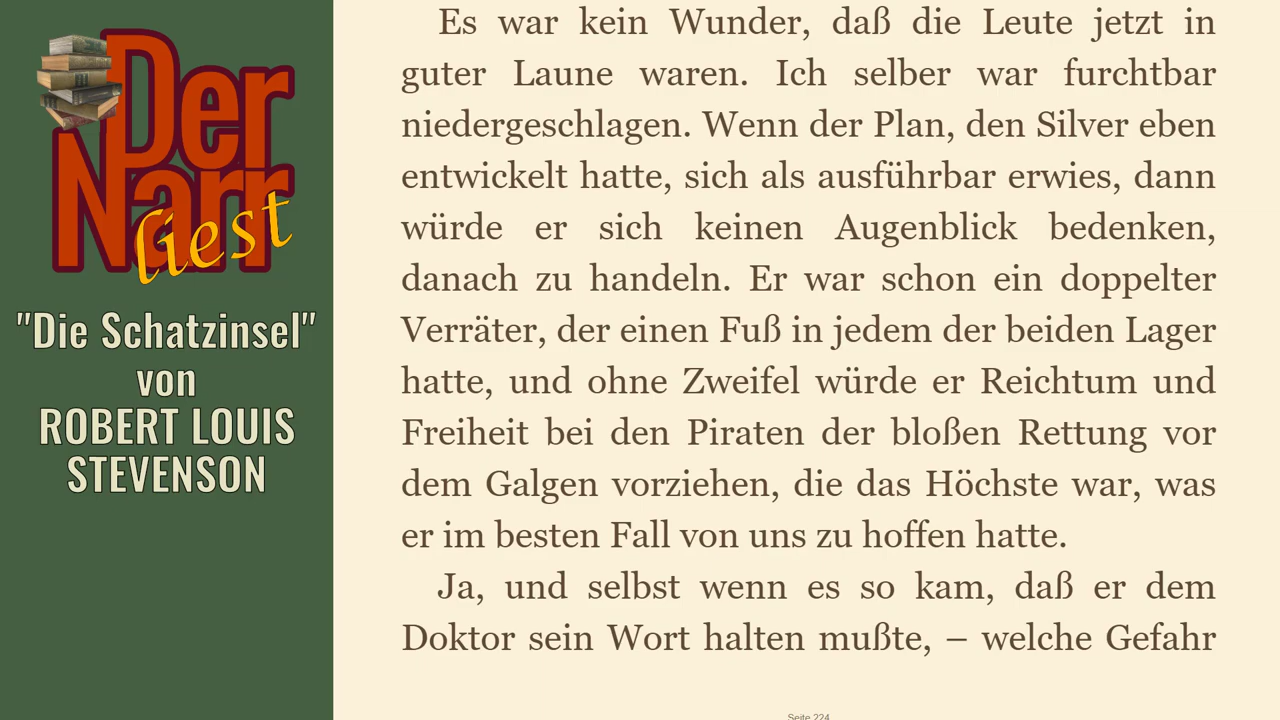 Der
Narr
liest
"Die Schatzinsel"
von
ROBERT LOUIS
STEVENSON
Es war kein Wunder, daß die Leute jetzt in
guter Laune waren. Ich selber war furchtbar
niedergeschlagen. Wenn der Plan, den Silver eben
entwickelt hatte, sich als ausführbar erwies, dann
würde er sich keinen Augenblick bedenken,
danach zu handeln. Er war schon ein doppelter
Verräter, der einen Fuß in jedem der beiden Lager
hatte, und ohne Zweifel würde er Reichtum und
Freiheit bei den Piraten der bloßen Rettung vor
dem Galgen vorziehen, die das Höchste war, was
er im besten Fall von uns zu hoffen hatte.
Ja, und selbst wenn es so kam, daß er dem
Doktor sein Wort halten mußte, – welche Gefahr
Seite 224